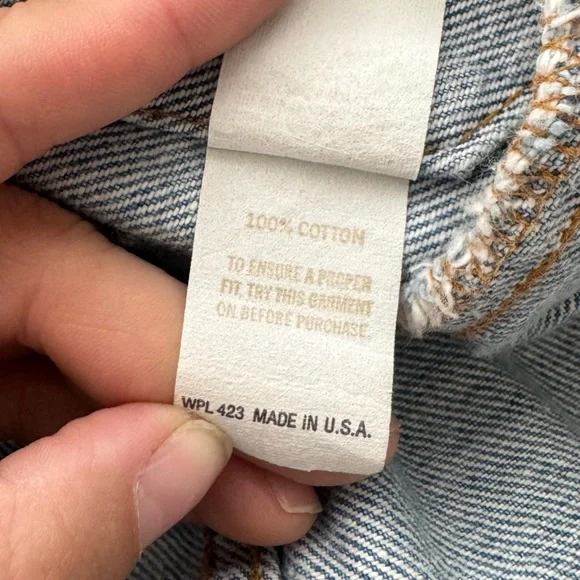 100% COTTON
TO ENSURE A PROPER
FIT, TRY THIS GARMENT
ON BEFORE PURCHASE.
WPL 423 MADE IN U.S.A.